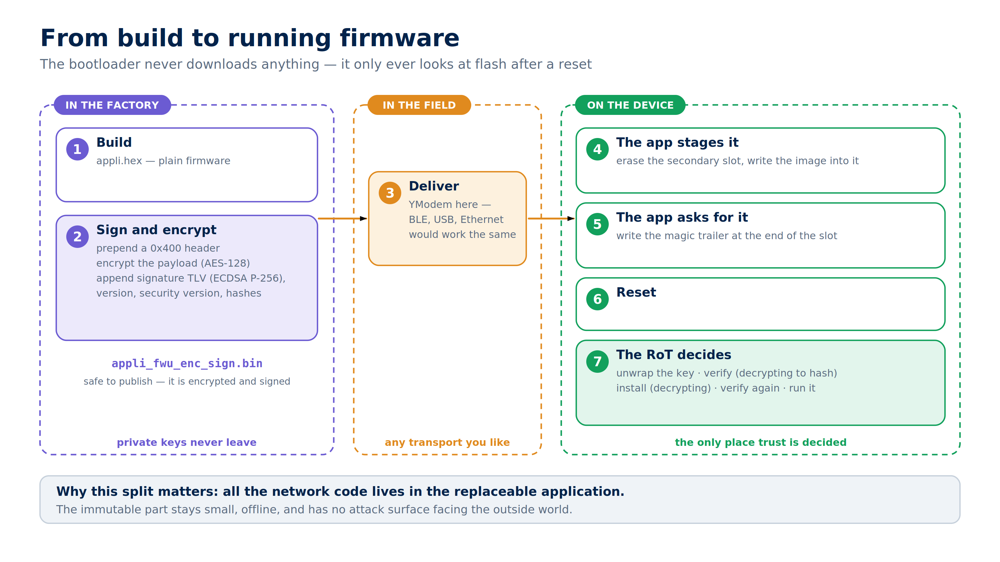 From build to running firmware
The bootloader never downloads anything — it only ever looks at flash after a reset
IN THE FACTORY
1
Build
appli.hex — plain firmware
2
Sign and encrypt
prepend a 0x400 header
encrypt the payload (AES-128)
append signature TLV (ECDSA P-256),
version, security version, hashes
appli_fwu_enc_sign.bin
safe to publish — it is encrypted and signed
private keys never leave
IN THE FIELD
3
Deliver
YModem here —
BLE, USB, Ethernet
would work the same
any transport you like
ON THE DEVICE
4
The app stages it
erase the secondary slot, write the image into it
5
The app asks for it
write the magic trailer at the end of the slot
6
Reset
7
The RoT decides
unwrap the key · verify (decrypting to hash)
install (decrypting) · verify again · run it
the only place trust is decided
Why this split matters: all the network code lives in the replaceable application.
The immutable part stays small, offline, and has no attack surface facing the outside world.